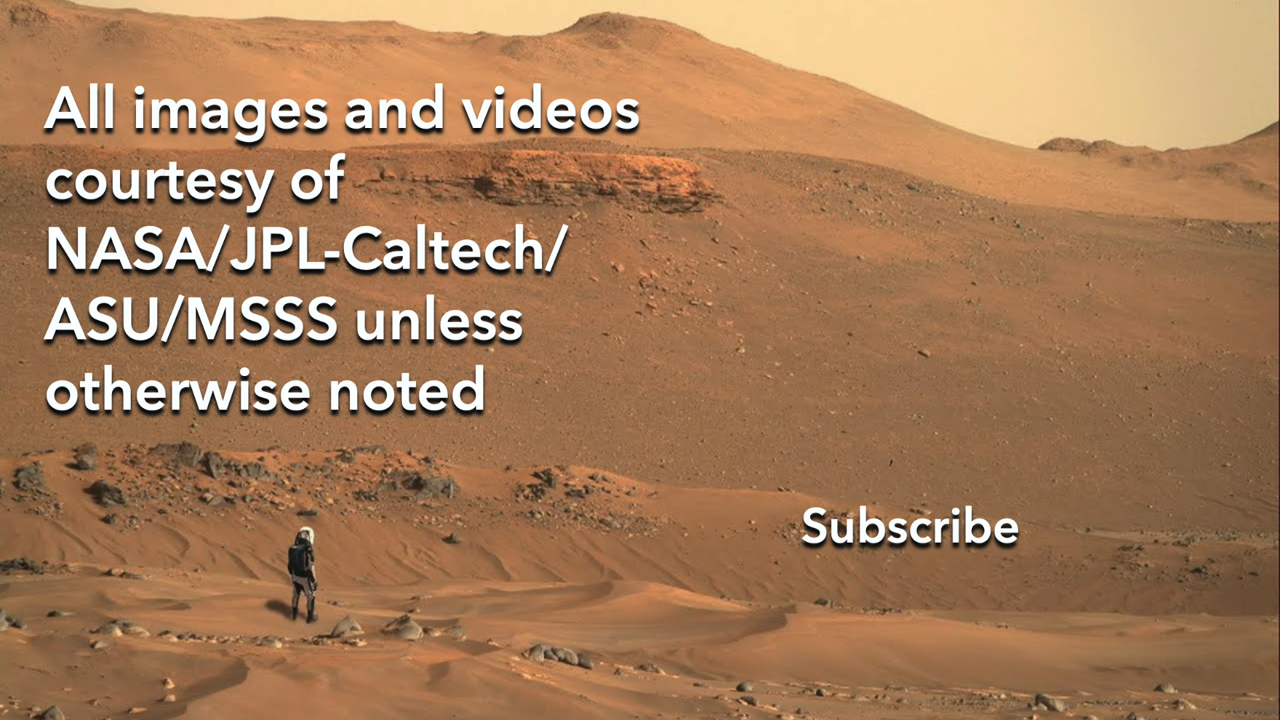 All images and videos
courtesy of
NASA/JPL-Caltech/
ASU/MSSS unless
otherwise noted
Subscribe